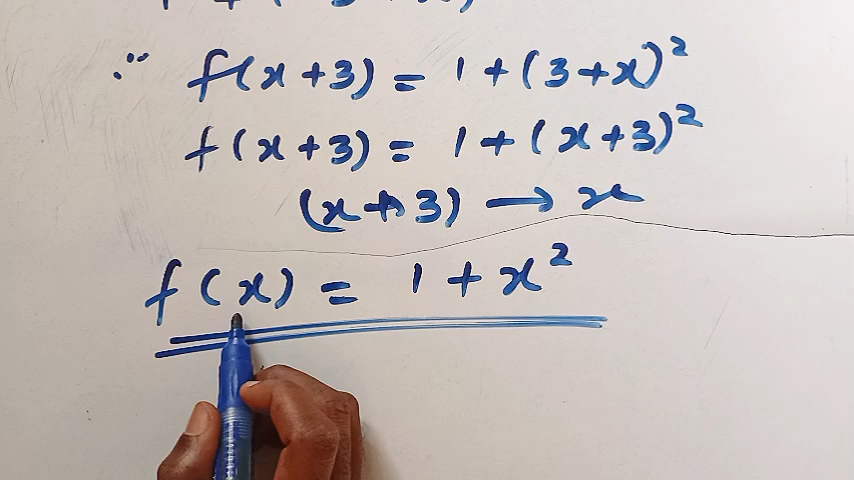 ∴ f(x+3) = 1+(3+x)²
f(x+3) = 1+(x+3)²
(x+3) → x
f(x) = 1+x²